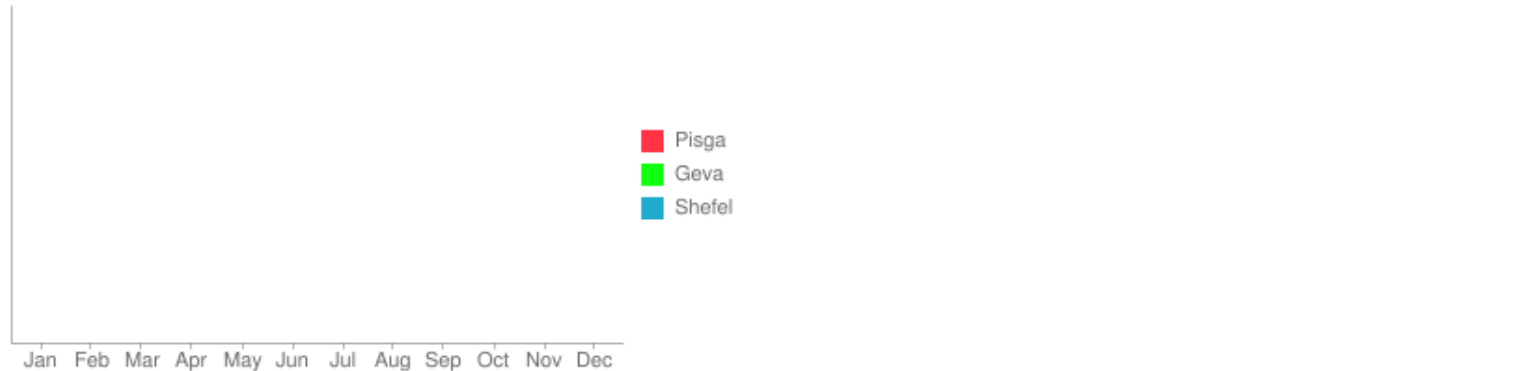 Pisga
Geva
Shefel
Jan Feb Mar Apr May Jun Jul Aug Sep Oct Nov Dec